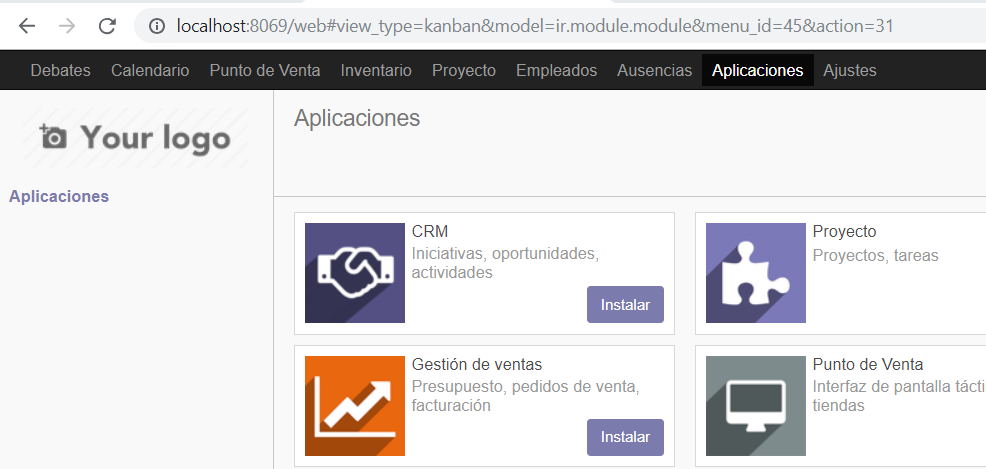 localhost:8069/web#view_type=kanban&model=ir.module.module&menu_id=45&action=31
Debates Calendario Punto de Venta Inventario Proyecto Empleados Ausencias Aplicaciones Ajustes
Your logo
Aplicaciones
Aplicaciones
CRM
Iniciativas, oportunidades,
actividades
Instalar
Proyecto
Proyectos, tareas
Gestión de ventas
Presupuesto, pedidos de venta,
facturación
Instalar
Punto de Venta
Interfaz de pantalla tácti
tiendas